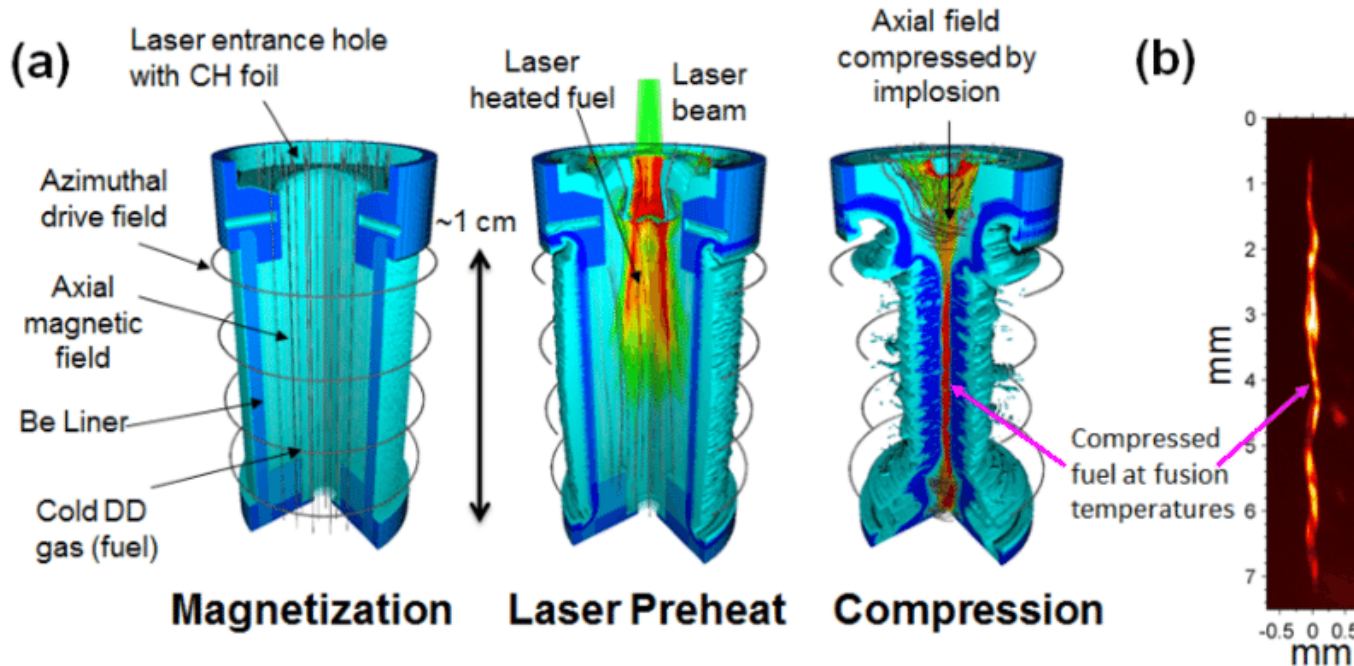 (a)
Laser entrance hole
with CH foil
Azimuthal
drive field
Axial
magnetic
field
Be Liner
Cold DD
gas (fuel)
Magnetization
~1 cm
Laser
heated fuel
Laser
beam
Laser Preheat
Axial field
compressed by
implosion
Compressed
fuel at fusion
temperatures
Compression
(b)
0
1
2
3
4
5
6
7
mm
-0.5 0 0.5
mm